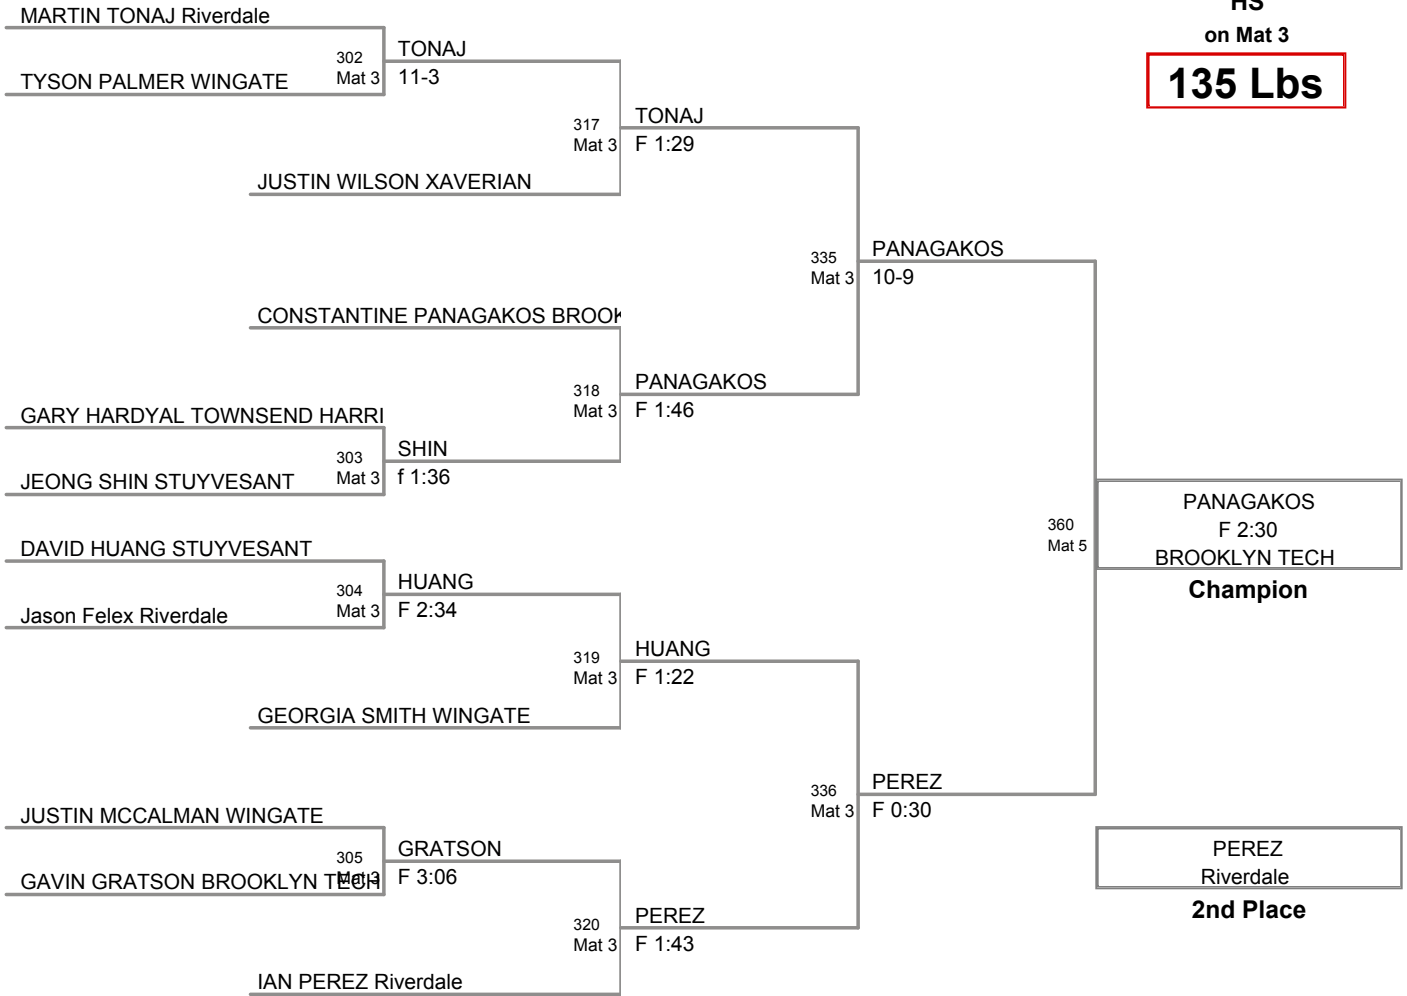 HS
on Mat 3
135 Lbs
MARTIN TONAJ Riverdale
302
Mat 3
TYSON PALMER WINGATE
TONAJ
11-3
317
Mat 3
JUSTIN WILSON XAVERIAN
TONAJ
F 1:29
335
Mat 3
PANAGAKOS
10-9
CONSTANTINE PANAGAKOS BROOK
318
Mat 3
PANAGAKOS
F 1:46
GARY HARDYAL TOWNSEND HARRI
303
Mat 3
JEONG SHIN STUYVESANT
SHIN
f 1:36
360
Mat 5
PANAGAKOS
F 2:30
BROOKLYN TECH
Champion
DAVID HUANG STUYVESANT
304
Mat 3
Jason Felex Riverdale
HUANG
F 2:34
319
Mat 3
GEORGIA SMITH WINGATE
HUANG
F 1:22
336
Mat 3
PEREZ
F 0:30
JUSTIN MCCALMAN WINGATE
305
Mat 3
GAVIN GRATSON BROOKLYN TECH
GRATSON
F 3:06
320
Mat 3
IAN PEREZ Riverdale
PEREZ
F 1:43
PEREZ
Riverdale
2nd Place